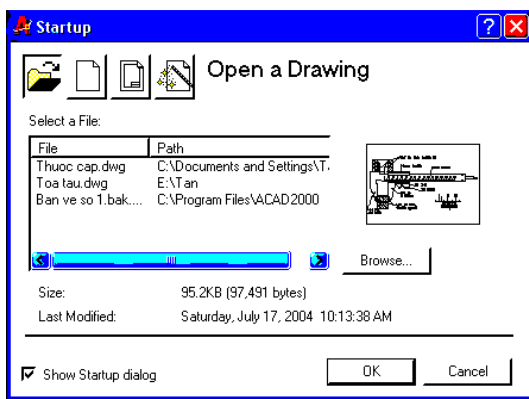 Startup
Open a Drawing
Select a File:
File Path
Thuoc cap.dwg C:\Documents and Settings\T
Toa tau.dwg E:\Tan
Ban ve so 1.bak.... C:\Program Files\ACAD2000
Browse...
Size: 95.2KB (97,491 bytes)
Last Modified: Saturday, July 17, 2004 10:13:38 AM
Show Startup dialog
OK Cancel